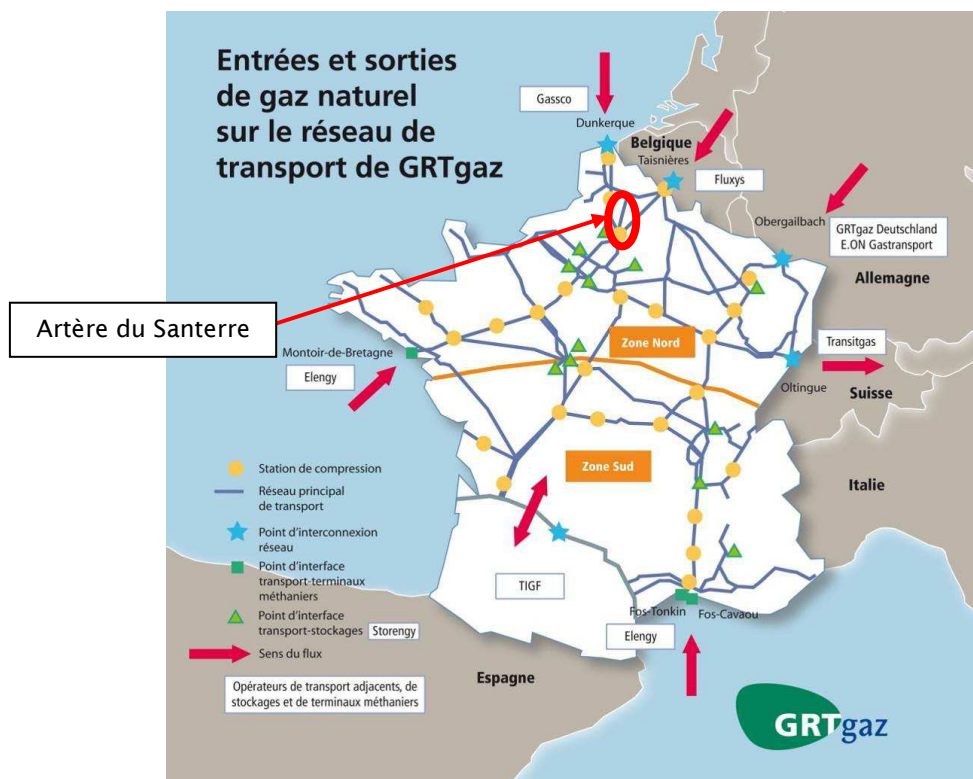 Entrées et sorties
de gaz naturel
sur le réseau de
transport de GRTgaz
Gassco
Dunkerque
Belgique
Taisnières
Fluxys
Obergailbach
GRTgaz Deutschland
E.ON Gastransport
Allemagne
Artère du Santerre
Zone Nord
Montoir-de-Bretagne
Elengy
Transitgas
Oltingue
Suisse
Zone Sud
Italie
Station de compression
Réseau principal
de transport
Point d'interconnexion
réseau
Point d'interface
transport-terminaux
méthaniers
Point d'interface
transport-stockages
Storengy
Sens du flux
Opérateurs de transport adjacents, de
stockages et de terminaux méthaniers
TIGF
Fos-Tonkin
Fos-Cavaou
Elengy
Espagne
GRTgaz